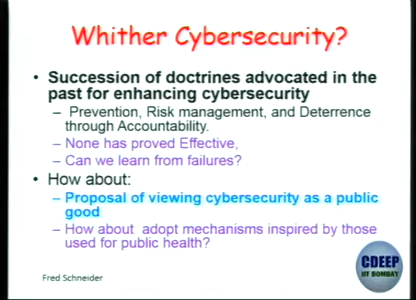 Whither Cybersecurity?
• Succession of doctrines advocated in the
past for enhancing cybersecurity
– Prevention, Risk management, and Deterrence
through Accountability.
– None has proved Effective,
– Can we learn from failures?
• How about:
– Proposal of viewing cybersecurity as a public
good
– How about adopt mechanisms inspired by those
used for public health?
Fred Schneider
CDEEP
IIT BOMBAY